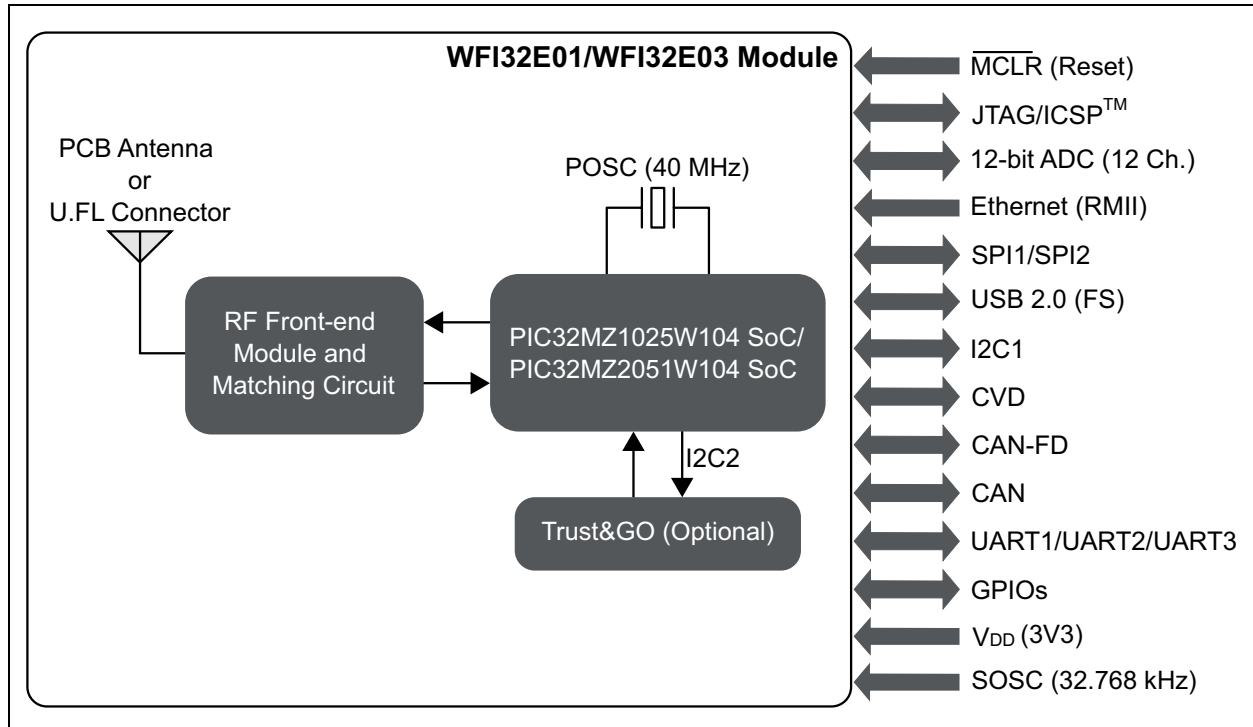 WFI32E01/WFI32E03 Module
PCB Antenna
or
U.FL Connector
POSC (40 MHz)
RF Front-end
Module and
Matching Circuit
PIC32MZ1025W104 SoC/
PIC32MZ2051W104 SoC
I2C2
Trust&GO (Optional)
M̅C̅L̅R̅ (Reset)
JTAG/ICSP™
12-bit ADC (12 Ch.)
Ethernet (RMII)
SPI1/SPI2
USB 2.0 (FS)
I2C1
CVD
CAN-FD
CAN
UART1/UART2/UART3
GPIOs
VDD (3V3)
SOSC (32.768 kHz)